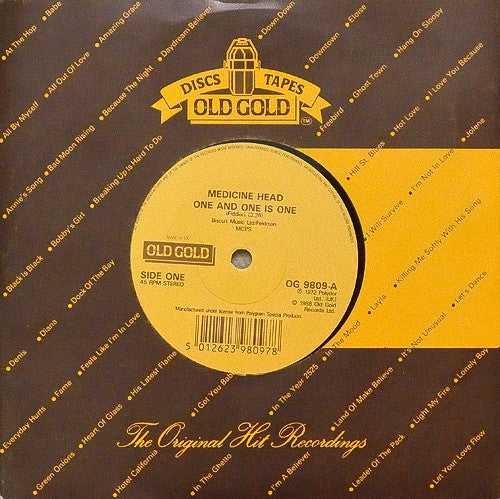 At The Hop
Babe
All Out Of Love
Amazing Grace
All By Myself
Bad Moon Rising
Because The Night
Daydream Believer
Annie's Song
Breaking Up Is Hard To Do
Black Is Black
Bobby's Girl
Dock Of The Bay
Denis
Diana
Feels Like I'm In Love
Everyday Hurts
Fame
His Latest Flame
Green Onions
Heart Of Glass
Hotel California
In The Ghetto
I Got You Babe
I'm A Believer
In The Year 2525
In The Mood
Land Of Make Believe
Leader Of The Pack
Light My Fire
It's Not Unusual
Lonely Boy
Let Your Love Flow
Layla
Let's Dance
Killing Me Softly With His Song
I Will Survive
I'm Not In Love
Hill St. Blues
Hot Love
Jolene
I Love You Because
Freebird
Ghost Town
Hang On Sloopy
Down Down
Downtown
Eloise
DISCS TAPES
OLD GOLD
TM
MEDICINE HEAD
ONE AND ONE IS ONE
(Fiddler)
Biscuit Music Ltd/Feldman
MCPS
OLD GOLD
SIDE ONE
45 RPM STEREO
OG 9809-A
℗ 1972 Polydor
Ltd. (UK)
© 1988 Old Gold
Records Ltd.
Manufactured under license from Polygram Special Products
5 012623 980978
The Original Hit Recordings